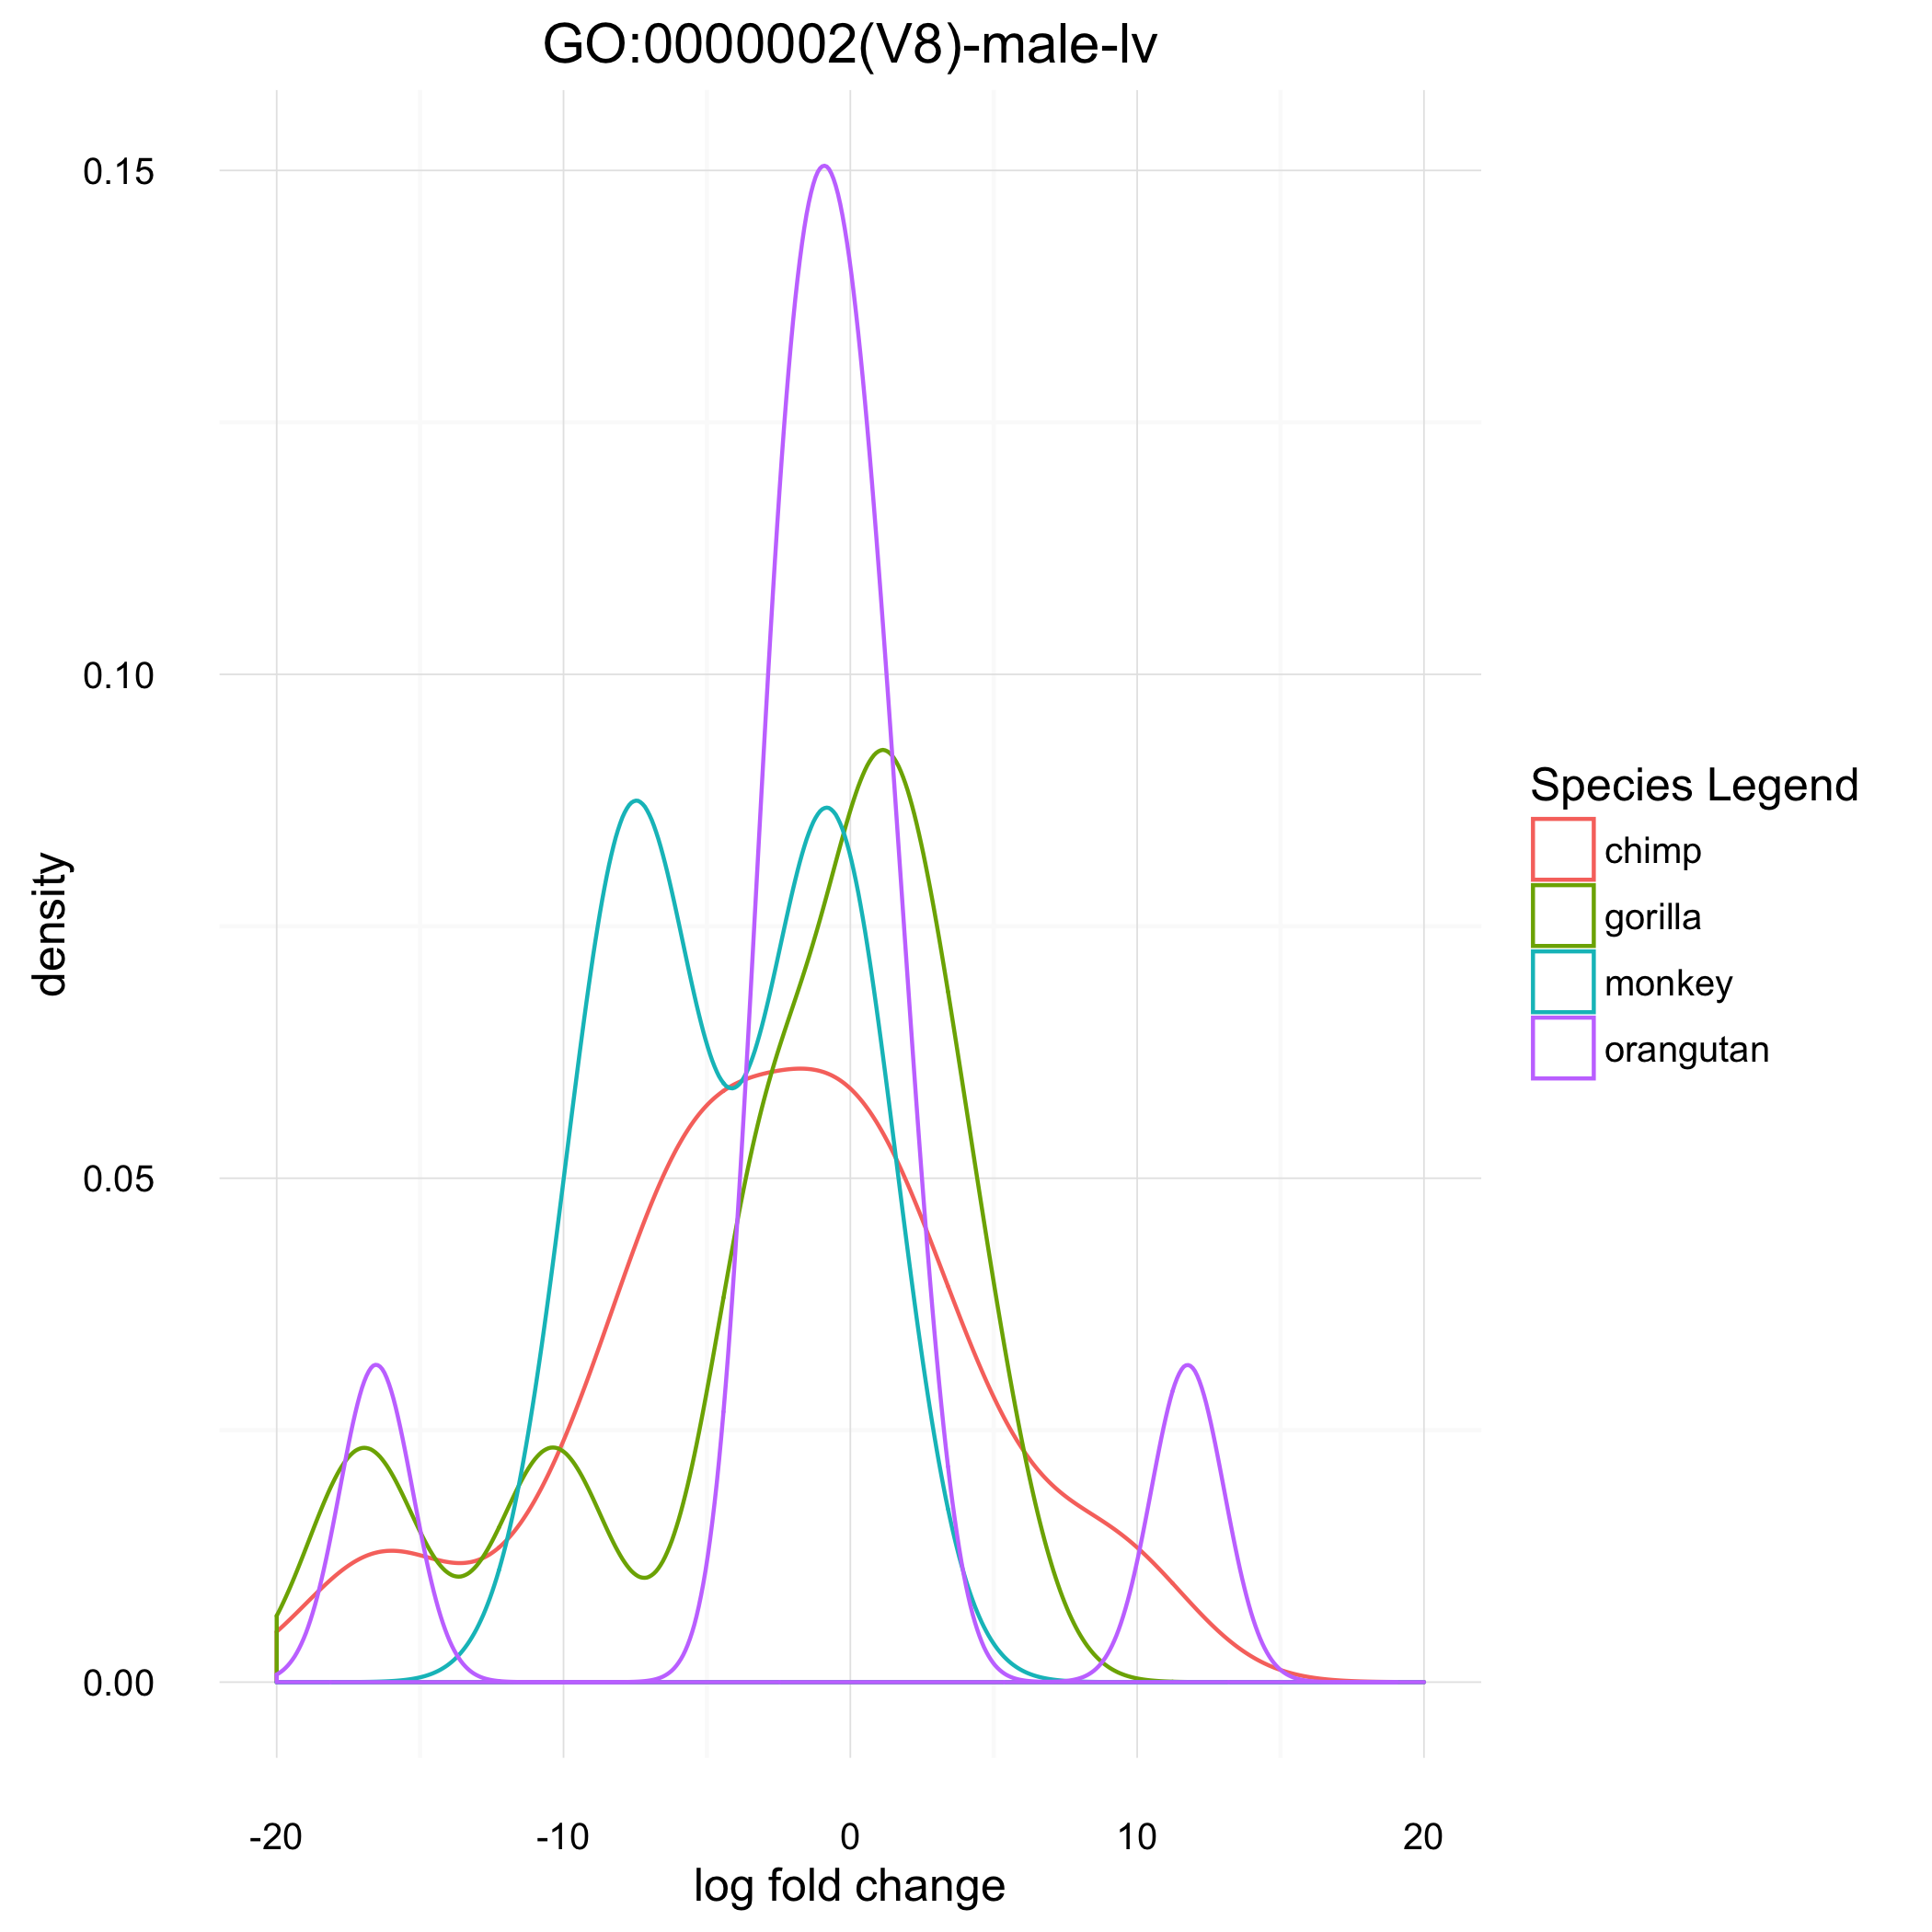 GO:0000002(V8)-male-lv
0.15
0.10
0.05
0.00
density
-20 -10 0 10 20
log fold change
Species Legend
chimp
gorilla
monkey
orangutan